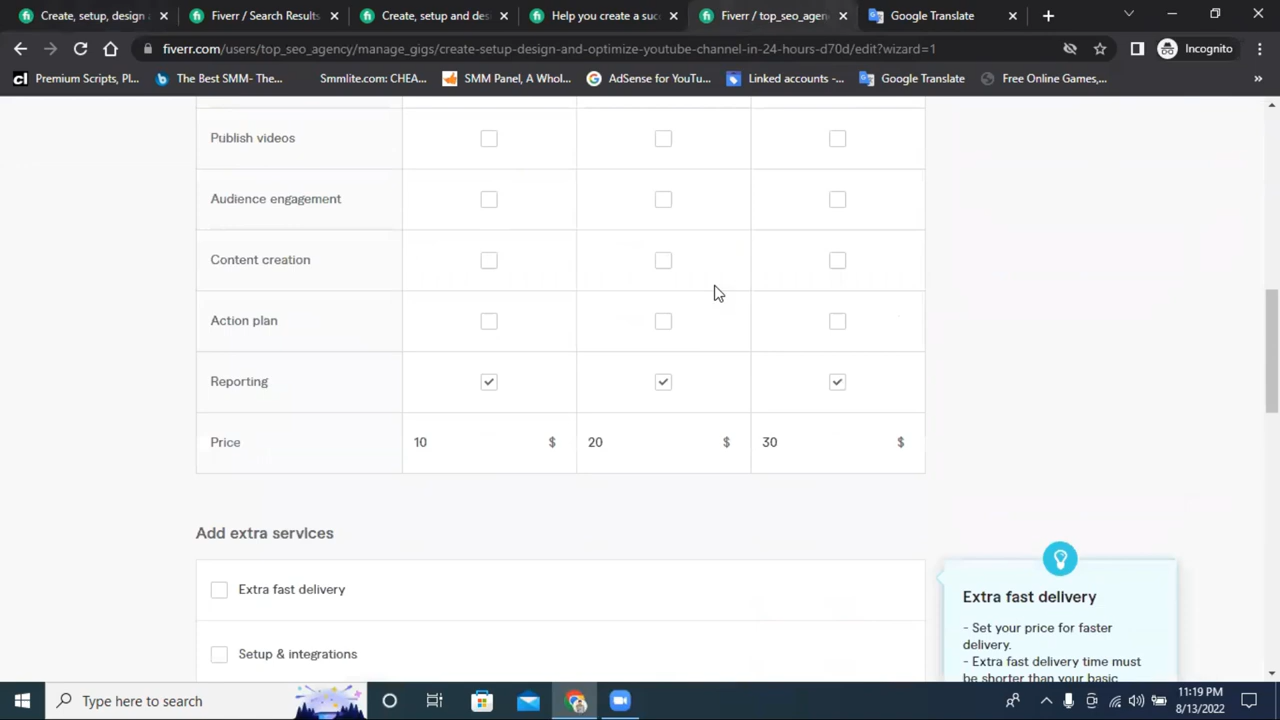 Create, setup, design
Fiverr / Search Results
Create, setup and des
Help you create a suc
Fiverr / top_seo_agen
Google Translate
fiverr.com/users/top_seo_agency/manage_gigs/create-setup-design-and-optimize-youtube-channel-in-24-hours-d70d/edit?wizard=1
Incognito
Premium Scripts, Pl...
The Best SMM- The...
Smmlite.com: CHEA...
SMM Panel, A Whol...
AdSense for YouTu...
Linked accounts -...
Google Translate
Free Online Games,...
»
Publish videos
Audience engagement
Content creation
Action plan
Reporting
Price
10 $
20 $
30 $
Add extra services
Extra fast delivery
Setup & integrations
Extra fast delivery
- Set your price for faster
delivery.
- Extra fast delivery time must
be shorter than your basic
Type here to search
11:19 PM
8/13/2022